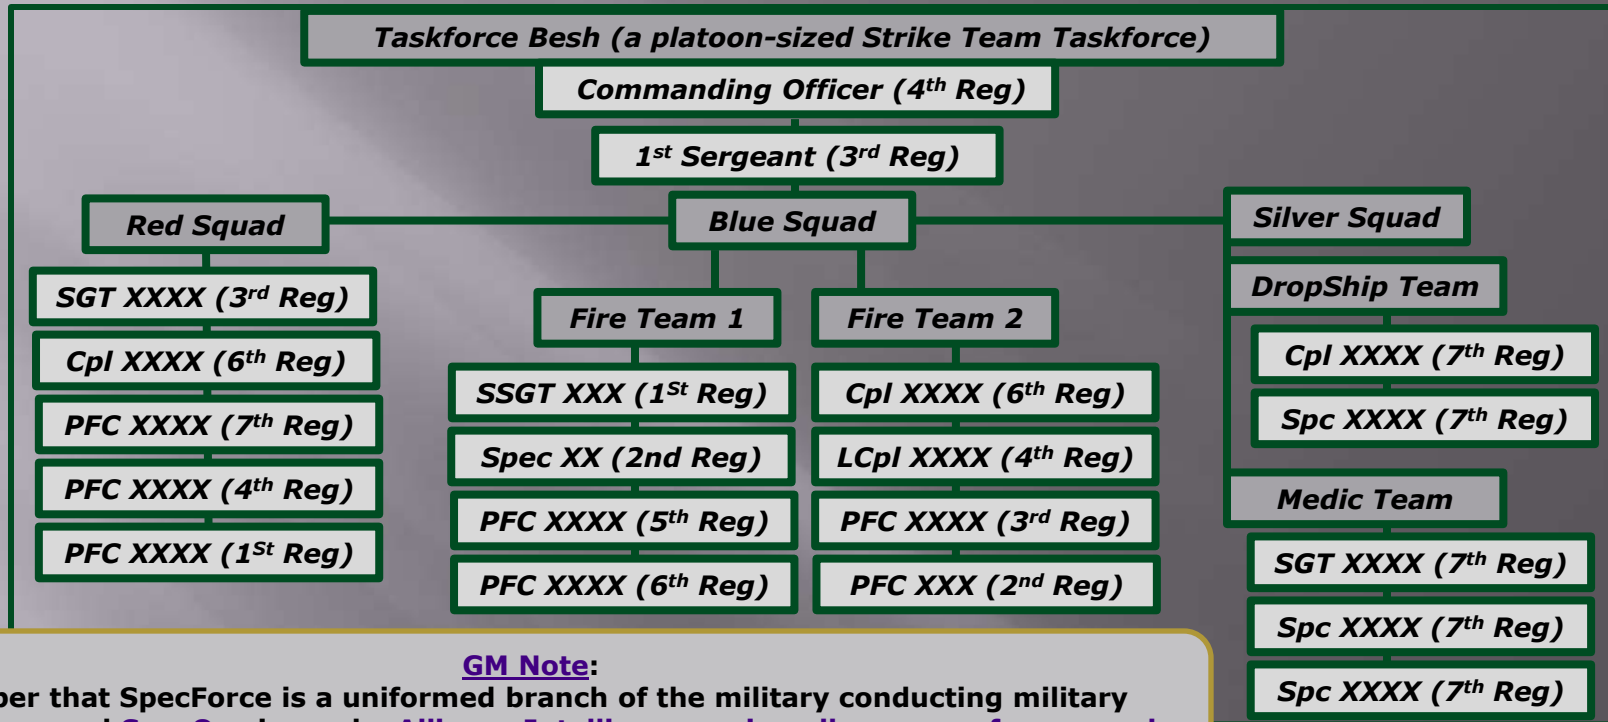 Taskforce Besh (a platoon-sized Strike Team Taskforce)
Commanding Officer (4th Reg)
1st Sergeant (3rd Reg)
Red Squad
SGT XXXX (3rd Reg)
Cpl XXXX (6th Reg)
PFC XXXX (7th Reg)
PFC XXXX (4th Reg)
PFC XXXX (1St Reg)
Blue Squad
Fire Team 1
SSGT XXX (1St Reg)
Spec XX (2nd Reg)
PFC XXXX (5th Reg)
PFC XXXX (6th Reg)
Fire Team 2
Cpl XXXX (6th Reg)
LCpl XXXX (4th Reg)
PFC XXXX (3rd Reg)
PFC XXX (2nd Reg)
Silver Squad
DropShip Team
Cpl XXXX (7th Reg)
Spc XXXX (7th Reg)
Medic Team
SGT XXXX (7th Reg)
Spc XXXX (7th Reg)
Spc XXXX (7th Reg)
GM Note:
ber that SpecForce is a uniformed branch of the military conducting military